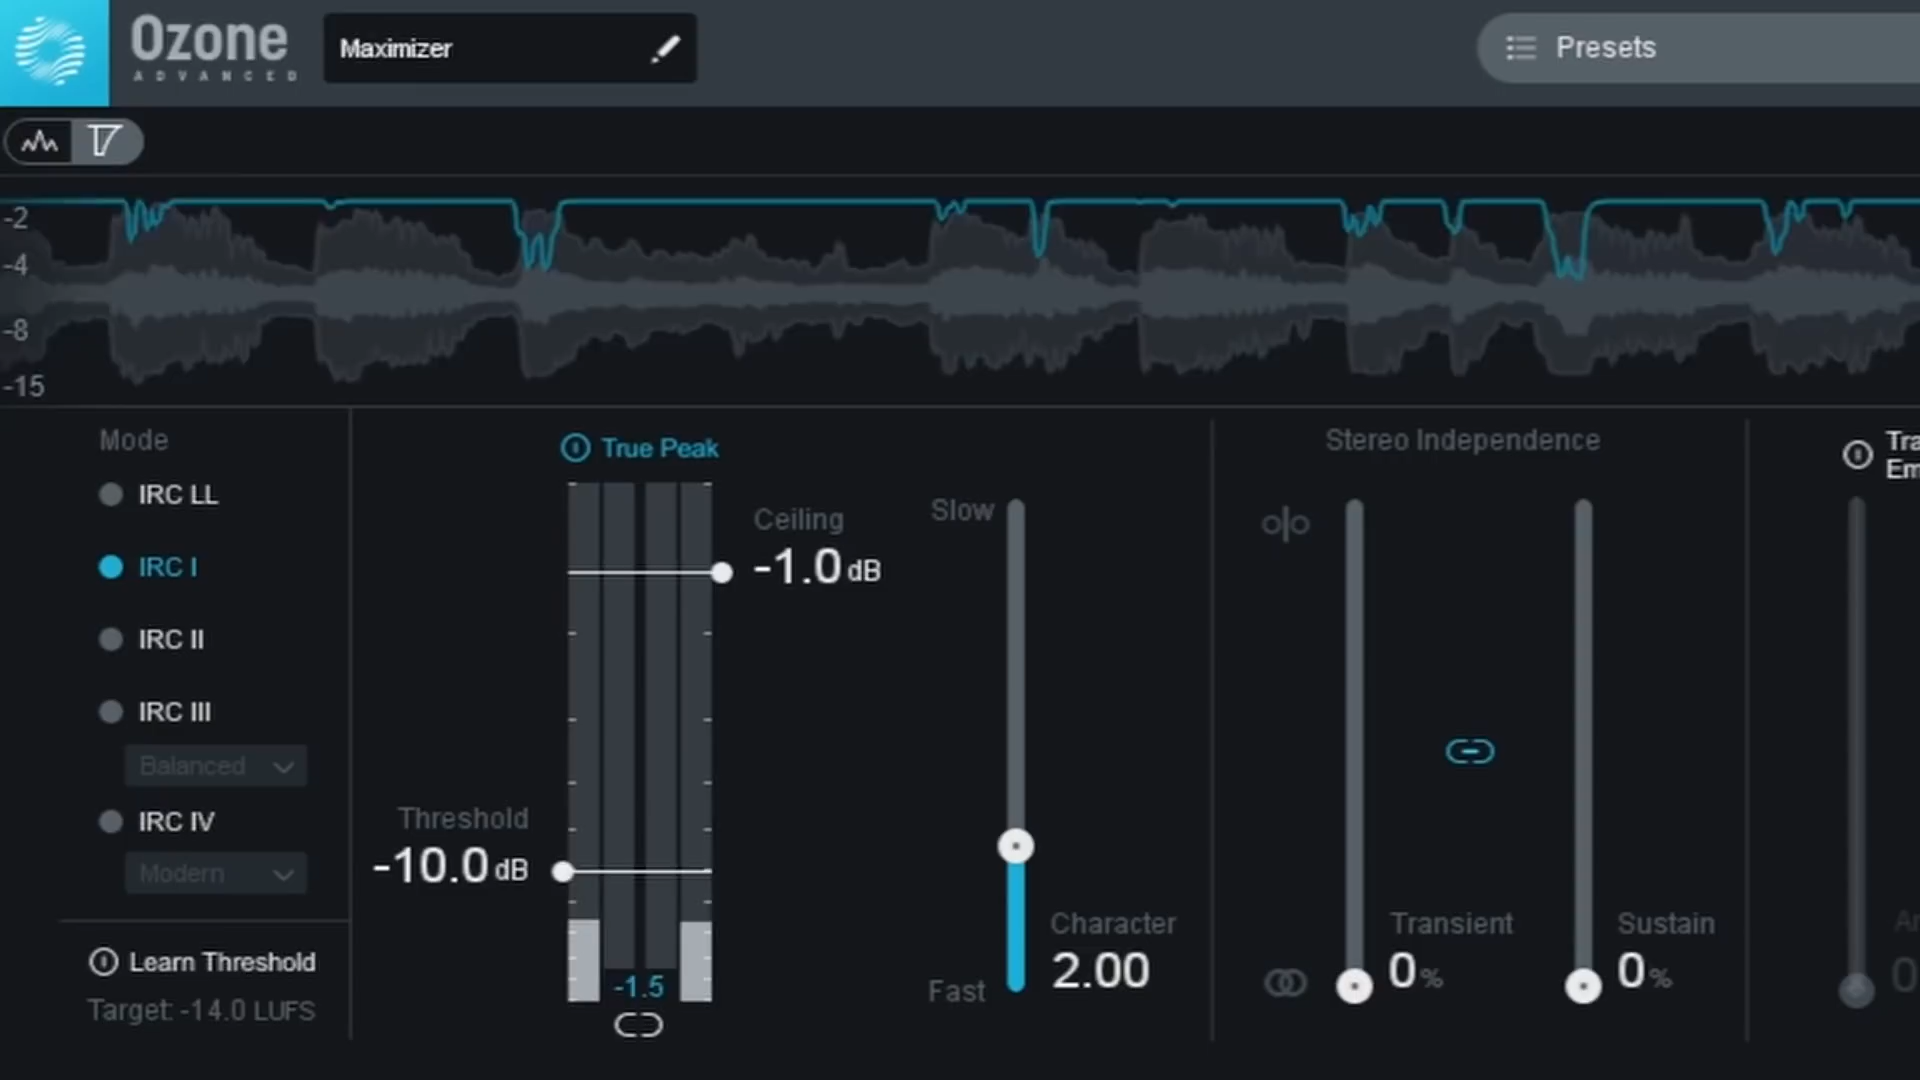 Ozone
ADVANCED
Maximizer
Presets
-2
-4
-8
-15
Mode
IRC LL
IRC I
IRC II
IRC III
Balanced
IRC IV
Modern
Learn Threshold
Target: -14.0 LUFS
True Peak
Ceiling
-1.0 dB
Threshold
-10.0 dB
-1.5
Slow
Character
2.00
Fast
Stereo Independence
Transient
0 %
Sustain
0 %
Tra
Em
0